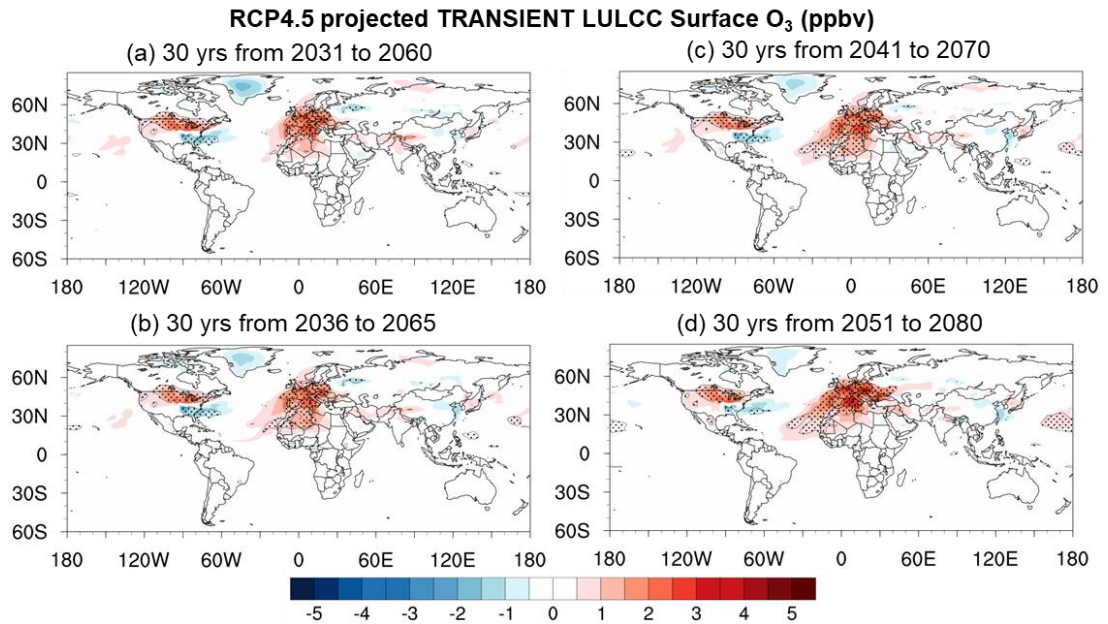 RCP4.5 projected TRANSIENT LULCC Surface O₃ (ppbv)
(a) 30 yrs from 2031 to 2060
60N
30N
0
30S
60S
180 120W 60W 0 60E 120E 180
(c) 30 yrs from 2041 to 2070
60N
30N
0
30S
60S
180 120W 60W 0 60E 120E 180
(b) 30 yrs from 2036 to 2065
60N
30N
0
30S
60S
180 120W 60W 0 60E 120E 180
(d) 30 yrs from 2051 to 2080
60N
30N
0
30S
60S
180 120W 60W 0 60E 120E 180
-5 -4 -3 -2 -1 0 1 2 3 4 5